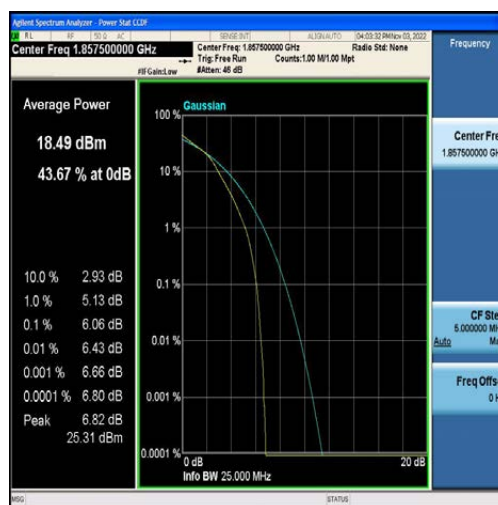 Agilent Spectrum Analyzer - Power Stat CCDF
RL RF 50 Ω AC SENSE:INT ALIGN AUTO 04:03:32 PM Nov 03, 2022
Center Freq 1.857500000 GHz
Center Freq: 1.857500000 GHz Radio Std: None
Trig: Free Run Counts:1.00 M/1.00 Mpt
#IFGain:Low #Atten: 46 dB
Frequency
Average Power
18.49 dBm
43.67 % at 0dB
10.0 % 2.93 dB
1.0 % 5.13 dB
0.1 % 6.06 dB
0.01 % 6.43 dB
0.001 % 6.66 dB
0.0001 % 6.80 dB
Peak 6.82 dB
25.31 dBm
Gaussian
100 %
10 %
1 %
0.1 %
0.01 %
0.001 %
0.0001 %
0 dB 20 dB
Info BW 25.000 MHz
Center Fre
1.857500000 GH
CF Ste
5.000000 MH
Auto Ma
Freq Offs
0 H
MSG STATUS